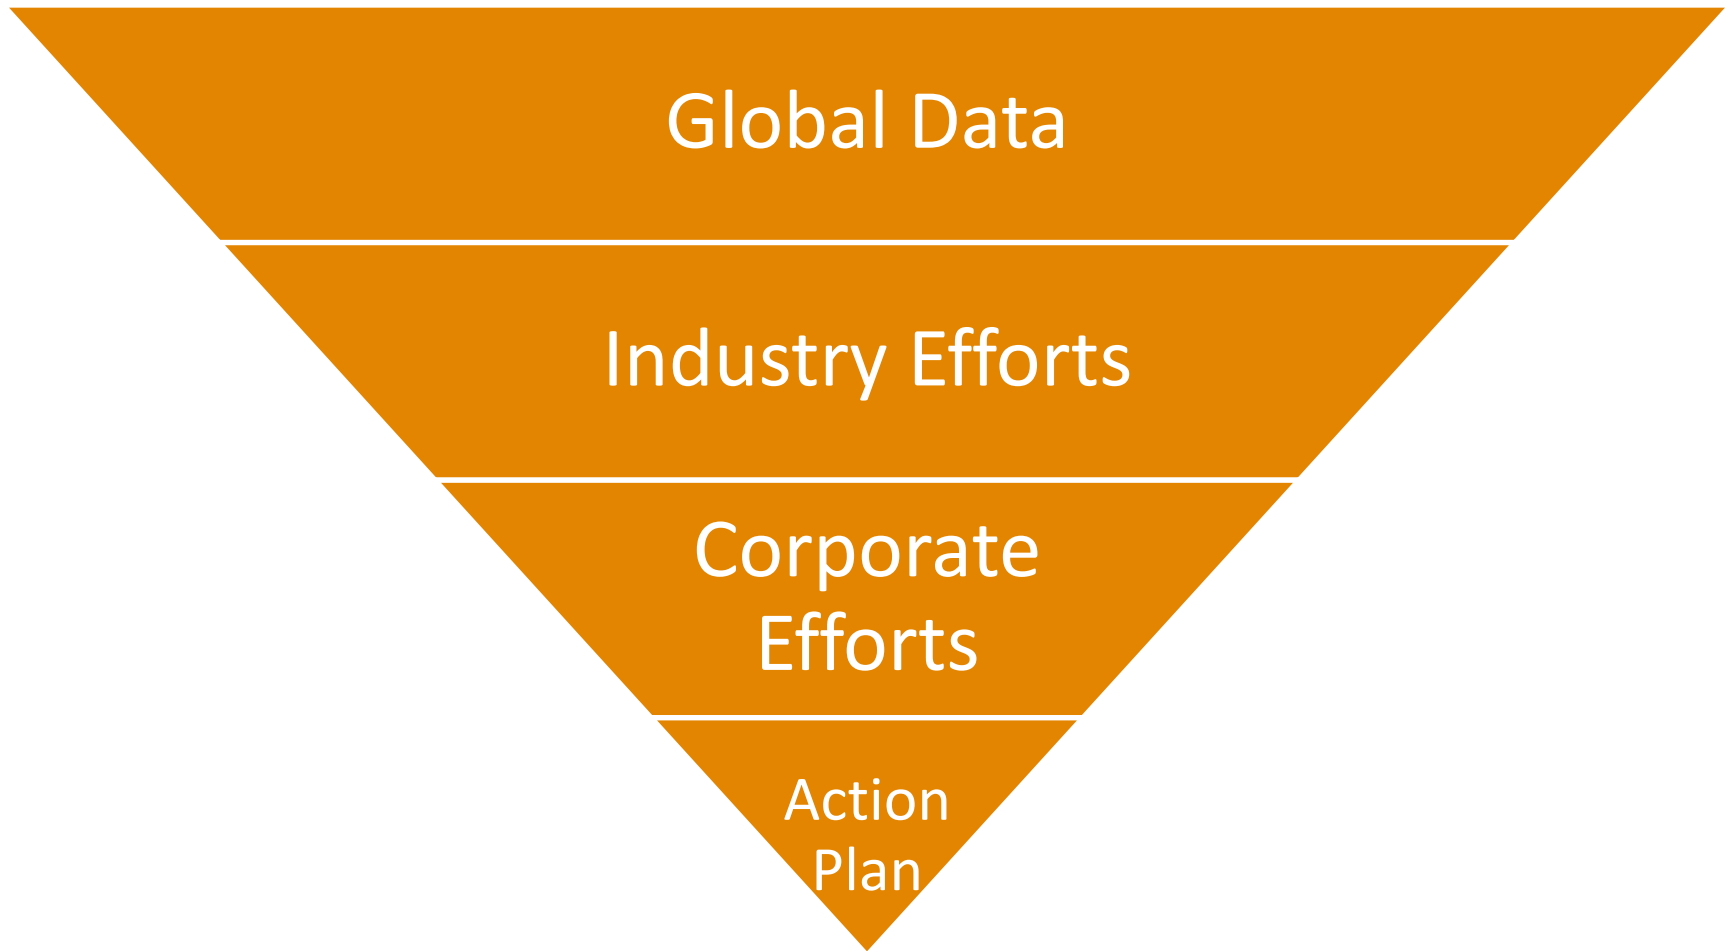 Global Data
Industry Efforts
Corporate
Efforts
Action
Plan